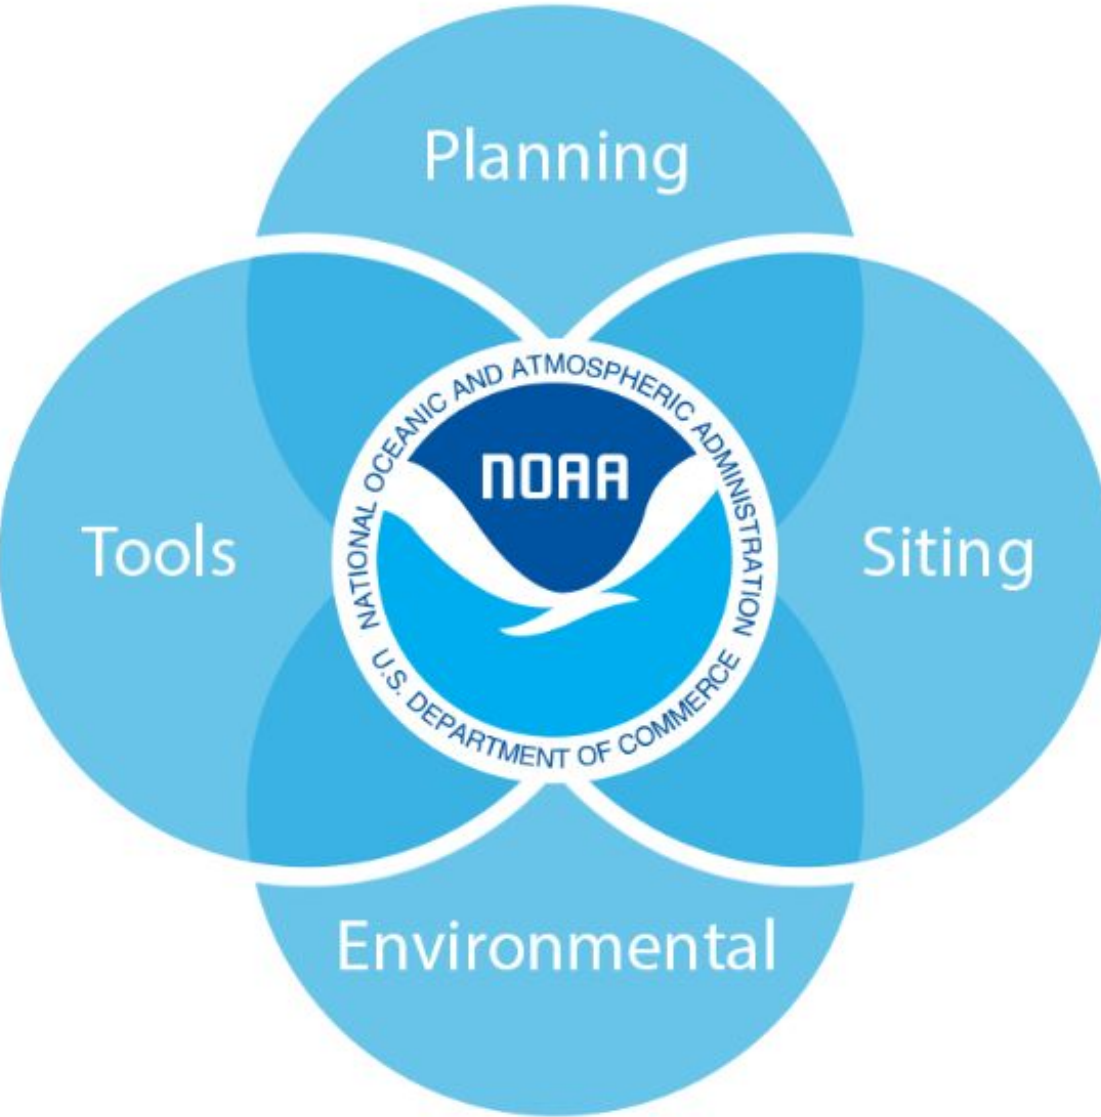 Planning
NATIONAL OCEANIC AND ATMOSPHERIC ADMINISTRATION
NOAA
Tools
Siting
U.S. DEPARTMENT OF COMMERCE
Environmental